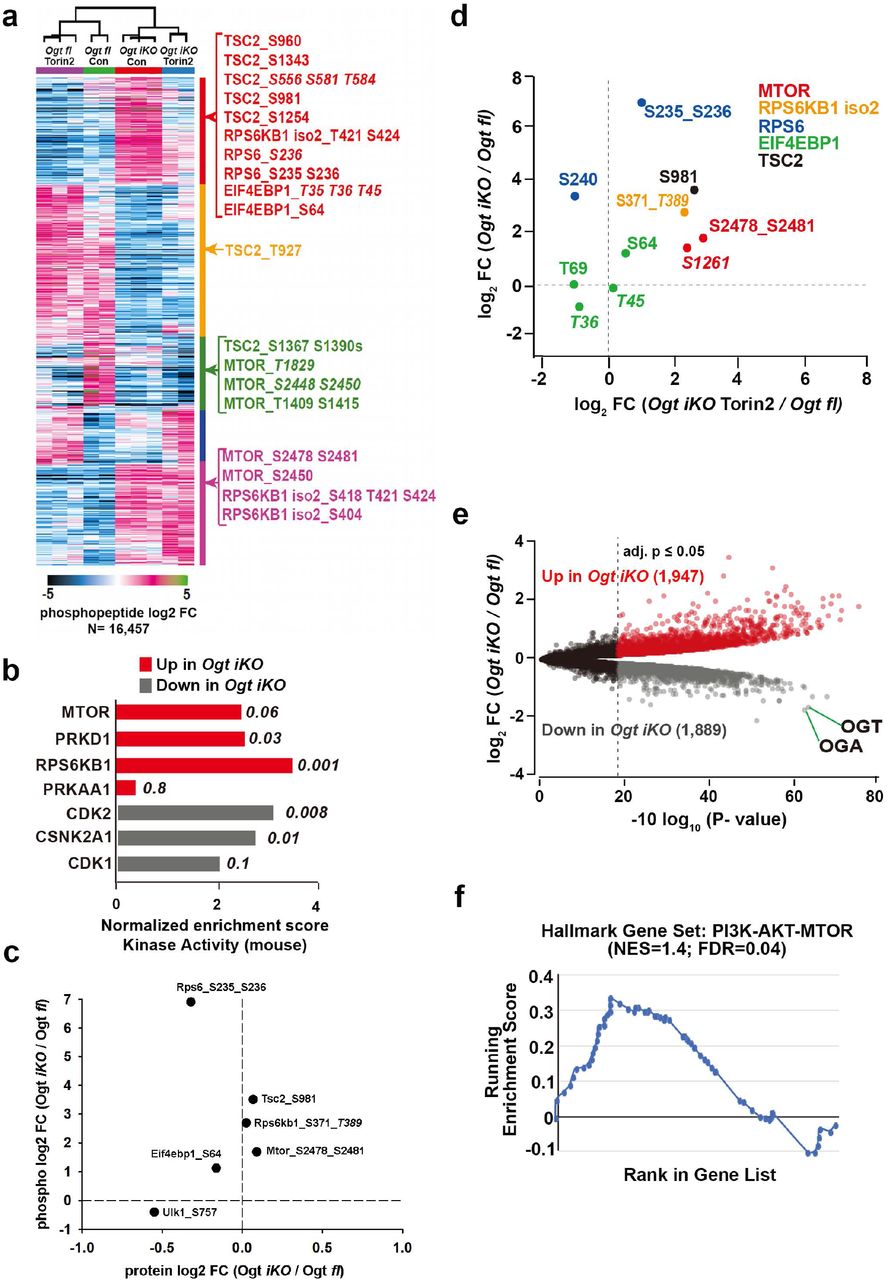 a
Ogt fl Torin2
Ogt fl Con
Ogt iKO Con
Ogt iKO Torin2
TSC2_S960
TSC2_S1343
TSC2_S556 S581 T584
TSC2_S981
TSC2_S1254
RPS6KB1 iso2_T421 S424
RPS6_S236
RPS6_S235 S236
EIF4EBP1_T35 T36 T45
EIF4EBP1_S64
TSC2_T927
TSC2_S1367 S1390s
MTOR_T1829
MTOR_S2448 S2450
MTOR_T1409 S1415
MTOR_S2478 S2481
MTOR_S2450
RPS6KB1 iso2_S418 T421 S424
RPS6KB1 iso2_S404
-5 5
phosphopeptide log2 FC
N= 16,457
b
Up in Ogt iKO
Down in Ogt iKO
MTOR 0.06
PRKD1 0.03
RPS6KB1 0.001
PRKAA1 0.8
CDK2 0.008
CSNK2A1 0.01
CDK1 0.1
0 2 4
Normalized enrichment score
Kinase Activity (mouse)
c
phospho log2 FC (Ogt iKO / Ogt fl)
7
6
5
4
3
2
1
0
-1
Rps6_S235_S236
Tsc2_S981
Rps6kb1_S371_T389
Mtor_S2478_S2481
Eif4ebp1_S64
Ulk1_S757
-1.0 -0.5 0.0 0.5 1.0
protein log2 FC (Ogt iKO / Ogt fl)
d
log2 FC (Ogt iKO / Ogt fl)
8
6
4
2
0
-2
MTOR
RPS6KB1 iso2
RPS6
EIF4EBP1
TSC2
S235_S236
S240
S981
S371_T389
S2478_S2481
S64
S1261
T69
T45
T36
-2 0 2 4 6 8
log2 FC (Ogt iKO Torin2 / Ogt fl)
e
log2 FC (Ogt iKO / Ogt fl)
4
2
0
-2
-4
adj. p ≤ 0.05
Up in Ogt iKO (1,947)
Down in Ogt iKO (1,889)
OGT
OGA
0 20 40 60 80
-10 log10 (P- value)
f
Hallmark Gene Set: PI3K-AKT-MTOR
(NES=1.4; FDR=0.04)
Running
Enrichment Score
0.4
0.3
0.2
0.1
0
-0.1
Rank in Gene List